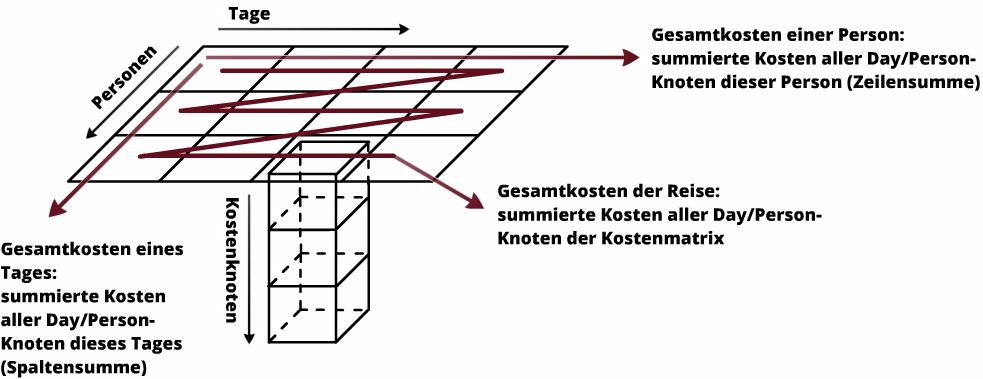 Tage
Personen
Gesamtkosten einer Person:
summierte Kosten aller Day/Person-
Knoten dieser Person (Zeilensumme)
Gesamtkosten der Reise:
summierte Kosten aller Day/Person-
Knoten der Kostenmatrix
Kostenknoten
Gesamtkosten eines
Tages:
summierte Kosten
aller Day/Person-
Knoten dieses Tages
(Spaltensumme)